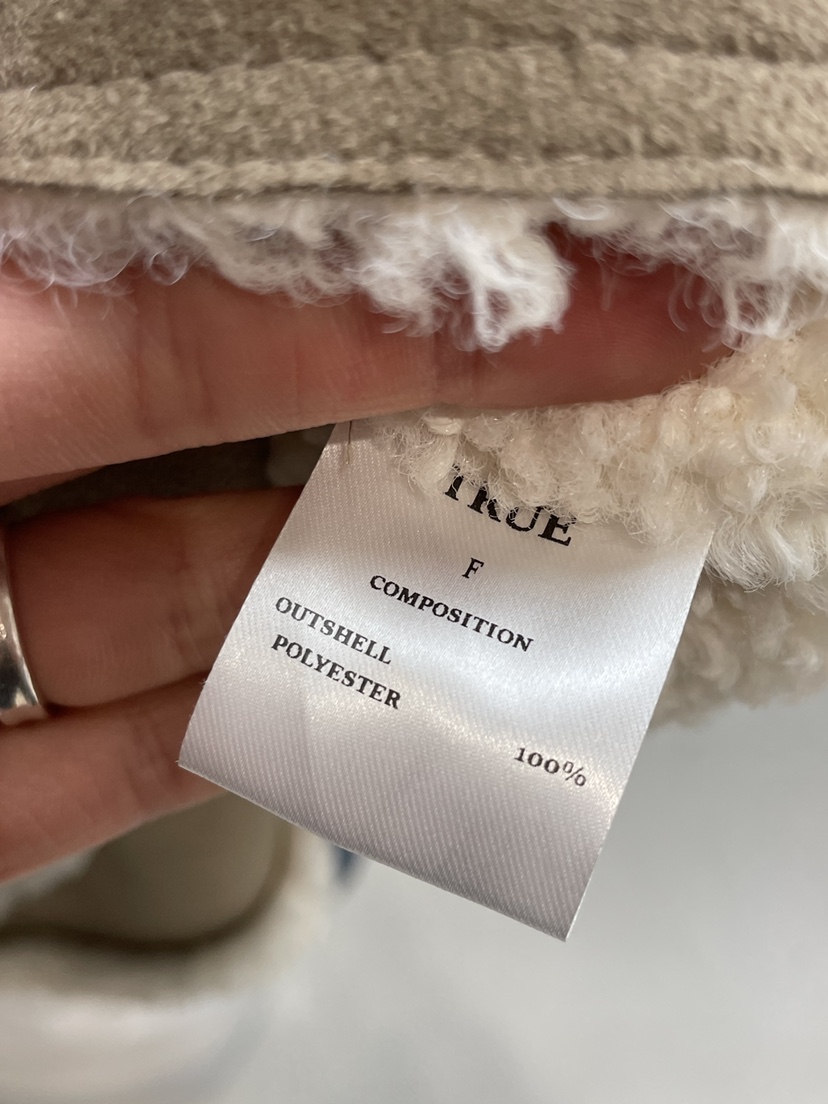 TRUE
F
COMPOSITION
OUTSHELL
POLYESTER
100%